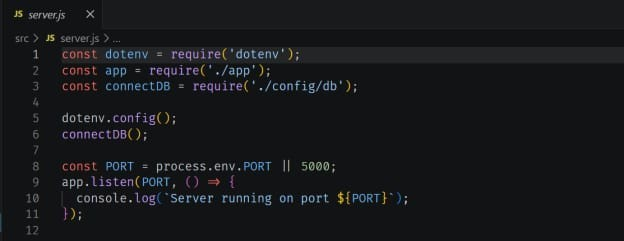 JS server.js ×
src > JS server.js > ...
1 const dotenv = require('dotenv');
2 const app = require('./app');
3 const connectDB = require('./config/db');
4
5 dotenv.config();
6 connectDB();
7
8 const PORT = process.env.PORT || 5000;
9 app.listen(PORT, () => {
10 console.log(`Server running on port ${PORT}`);
11 });
12